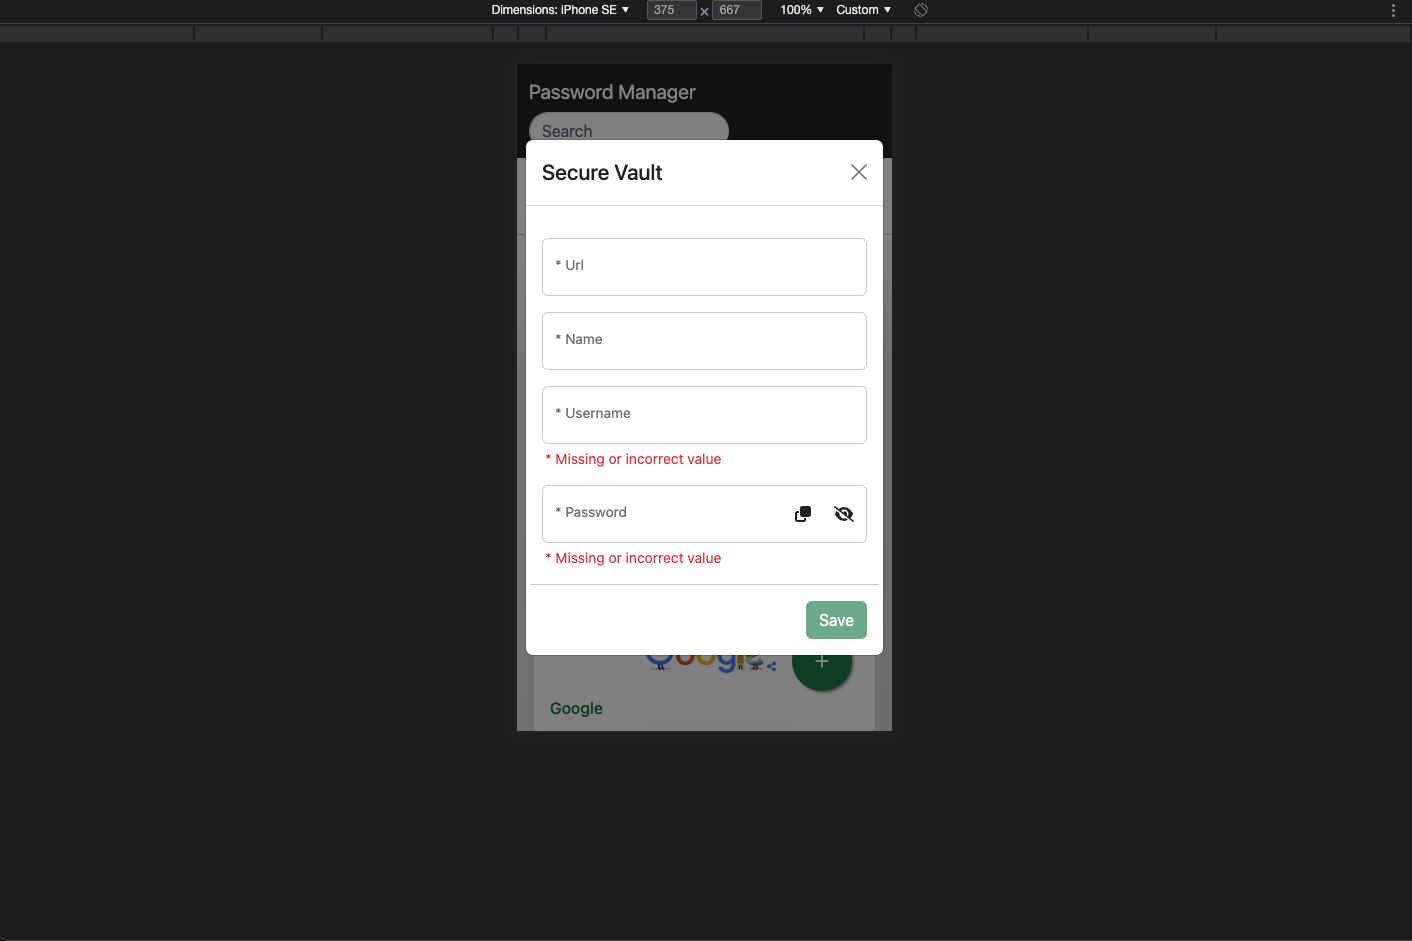 Dimensions: iPhone SE ▼ 375 × 667 100% ▼ Custom ▼
Password Manager
Search
Secure Vault
* Url
* Name
* Username
* Missing or incorrect value
* Password
* Missing or incorrect value
Save
Google
Google